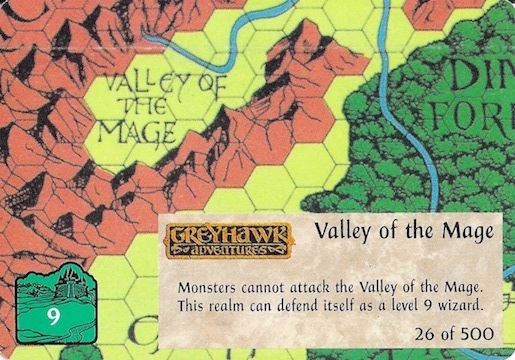 VALLEY OF
THE
MAGE
DIM
FORE
GREYHAWK
ADVENTURES
Valley of the Mage
Monsters cannot attack the Valley of the Mage.
This realm can defend itself as a level 9 wizard.
9
26 of 500